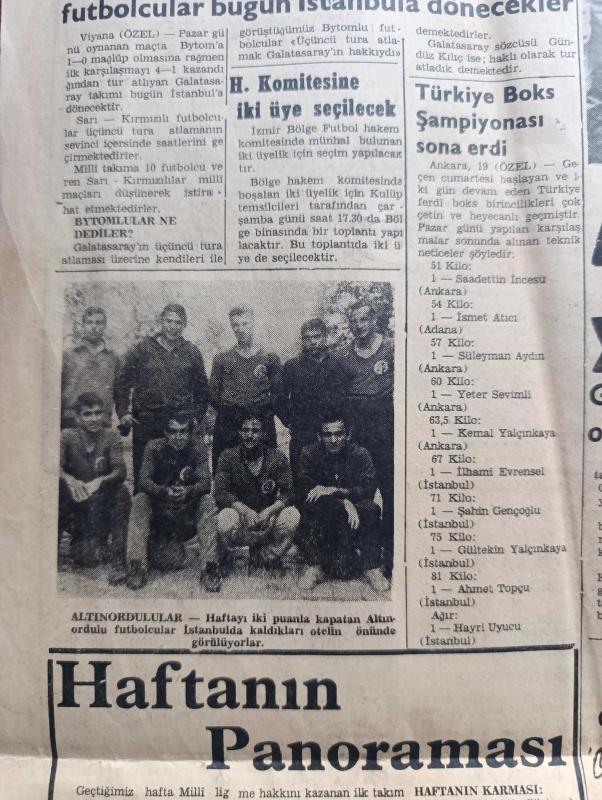 futbolcular bugün İstanbula dönecekler
Viyana (ÖZEL) — Pazar gü
nü oynanan maçta Bytom'a
1—0 mağlûp olmasına rağmen
ilk karşılaşmayı 4—1 kazandı
ğından tur atlıyan Galatasa-
ray takımı bugün İstanbul'a
dönecektir.
Sarı — Kırmızılı futbolcu-
lar üçüncü tura atlamanın
sevinci içersinde saatlerini ge
çirmektedirler.
Millî takıma 10 futbolcu ve
ren Sarı - Kırmızılılar millî
maçları düşünerek istira-
hat etmektedirler.
BYTOMLULAR NE
DEDİLER?
Galatasaray'ın üçüncü tura
atlaması üzerine kendileri ile
görüştüğümüz Bytomlu fut-
bolcular «Üçüncü tura atla-
mak Galatasaray'ın hakkıydı»
demektedirler.
Galatasaray sözcüsü Gün-
düz Kılıç ise; haklı olarak tur
atladık demektedir.
H. Komitesine
iki üye seçilecek
İzmir Bölge Futbol hakem
komitesinde münhal bulunan
iki üyelik için seçim yapılacak
tır.
Bölge hakem komitesinde
boşalan iki üyelik için Kulüp
temsilcileri tarafından çar-
şamba günü saat 17.30 da Böl
ge binasında bir toplantı yapı
lacaktır. Bu toplantıda iki ü
ye de seçilecektir.
Türkiye Boks
Şampiyonası
sona erdi
Ankara, 19 (ÖZEL) — Ge-
çen cumartesi başlayan ve i-
ki gün devam eden Türkiye
ferdi boks birincilikleri çok
çetin ve heyecanlı geçmiştir.
Pazar günü yapılan karşılaş
malar sonunda alınan teknik
neticeler şöyledir:
51 Kilo:
1 — Saadettin İncesu
(Ankara)
54 Kilo:
1 — İsmet Atıcı
(Adana)
57 Kilo:
1 — Süleyman Aydın
(Ankara)
60 Kilo:
1 — Yeter Sevimli
(Ankara)
63,5 Kilo:
1 — Kemal Yalçınkaya
(Ankara)
67 Kilo:
1 — İlhami Evrensel
(İstanbul)
71 Kilo:
1 — Şahin Gençoğlu
(İstanbul)
75 Kilo:
1 — Gültekin Yalçınkaya
(İstanbul)
81 Kilo:
1 — Ahmet Topçu
(İstanbul)
Ağır:
1 — Hayri Uyucu
(İstanbul)
ALTINORDULULAR — Haftayı iki puanla kapatan Altın-
ordulu futbolcular İstanbulda kaldıkları otelin önünde
görülüyorlar.
Haftanın
Panoraması
Geçtiğimiz hafta Millî lig
me hakkını kazanan ilk takım
HAFTANIN KARMASI: